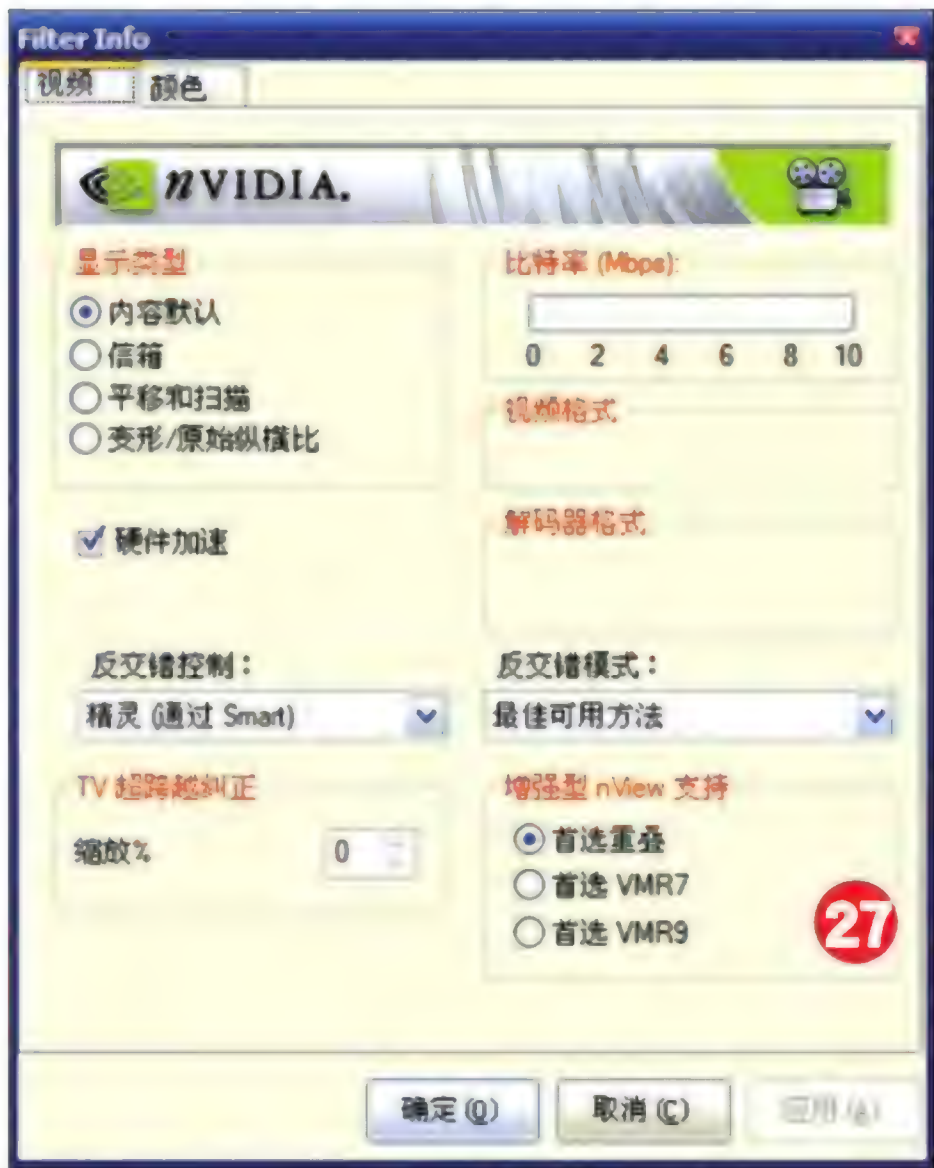 Filter Info
视频 颜色
nVIDIA.
显示类型
内容默认
信箱
平移和扫描
变形/原始纵横比
硬件加速
比特率 (Mbps):
0 2 4 6 8 10
视频格式
解码器格式
反交错控制:
精灵 (通过 Smart)
反交错模式:
最佳可用方法
TV 超跨越纠正
缩放% 0
增强型 nView 支持
首选重叠
首选 VMR7
首选 VMR9
27
确定 (O) 取消 (C) 应用 (A)